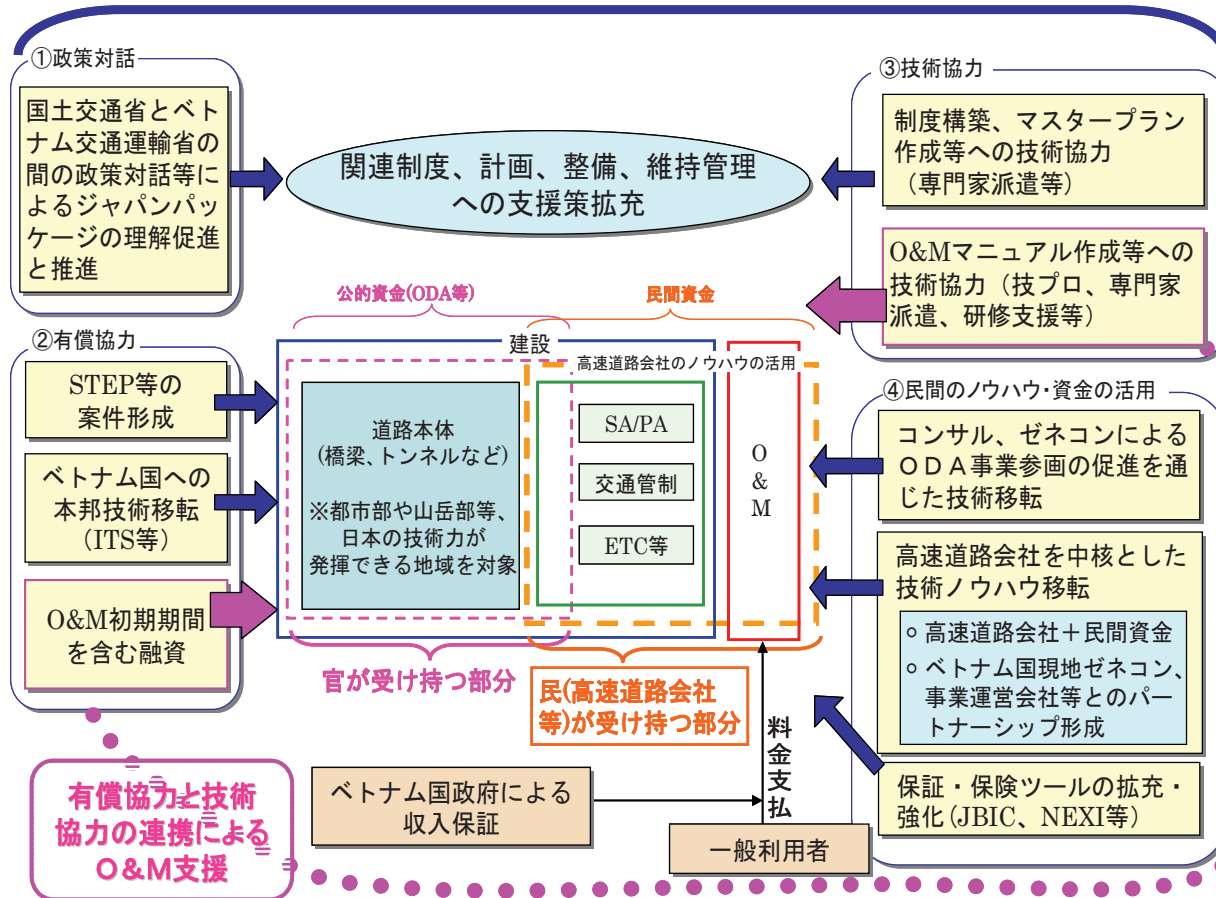 ①政策対話
国土交通省とベト
ナム交通運輸省の
間の政策対話等に
よるジャパンパッ
ケージの理解促進
と推進
関連制度、計画、整備、維持管理
への支援策拡充
③技術協力
制度構築、マスタープラン
作成等への技術協力
（専門家派遣等）
O&Mマニュアル作成等への
技術協力（技プロ、専門家
派遣、研修支援等）
②有償協力
STEP等の
案件形成
ベトナム国への
本邦技術移転
（ITS等）
O&M初期期間
を含む融資
公的資金(ODA等)
民間資金
建設
高速道路会社のノウハウの活用
道路本体
(橋梁、トンネルなど)
※都市部や山岳部等、
日本の技術力が
発揮できる地域を対象
SA/PA
交通管制
ETC等
O
&
M
官が受け持つ部分
民(高速道路会社
等)が受け持つ部分
④民間のノウハウ・資金の活用
コンサル、ゼネコンによる
ＯＤＡ事業参画の促進を通
じた技術移転
高速道路会社を中核とした
技術ノウハウ移転
○ 高速道路会社＋民間資金
○ ベトナム国現地ゼネコン、
事業運営会社等とのパー
トナーシップ形成
保証・保険ツールの拡充・
強化(JBIC、NEXI等）
有償協力と技術
協力の連携による
Ｏ＆Ｍ支援
ベトナム国政府による
収入保証
料金支払
一般利用者